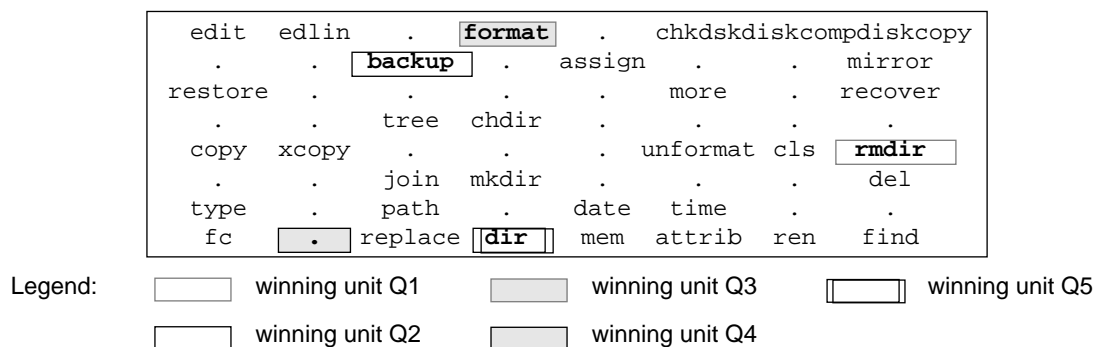 edit edlin . format . chkdskdiskcompdiskcopy
. . backup . assign . . mirror
restore . . . . more . recover
. . tree chdir . . . .
copy xcopy . . . unformat cls rmdir
. . join mkdir . . . del
type . path . date time . .
fc . replace dir mem attrib ren find
Legend: winning unit Q1 winning unit Q3 winning unit Q5
winning unit Q2 winning unit Q4